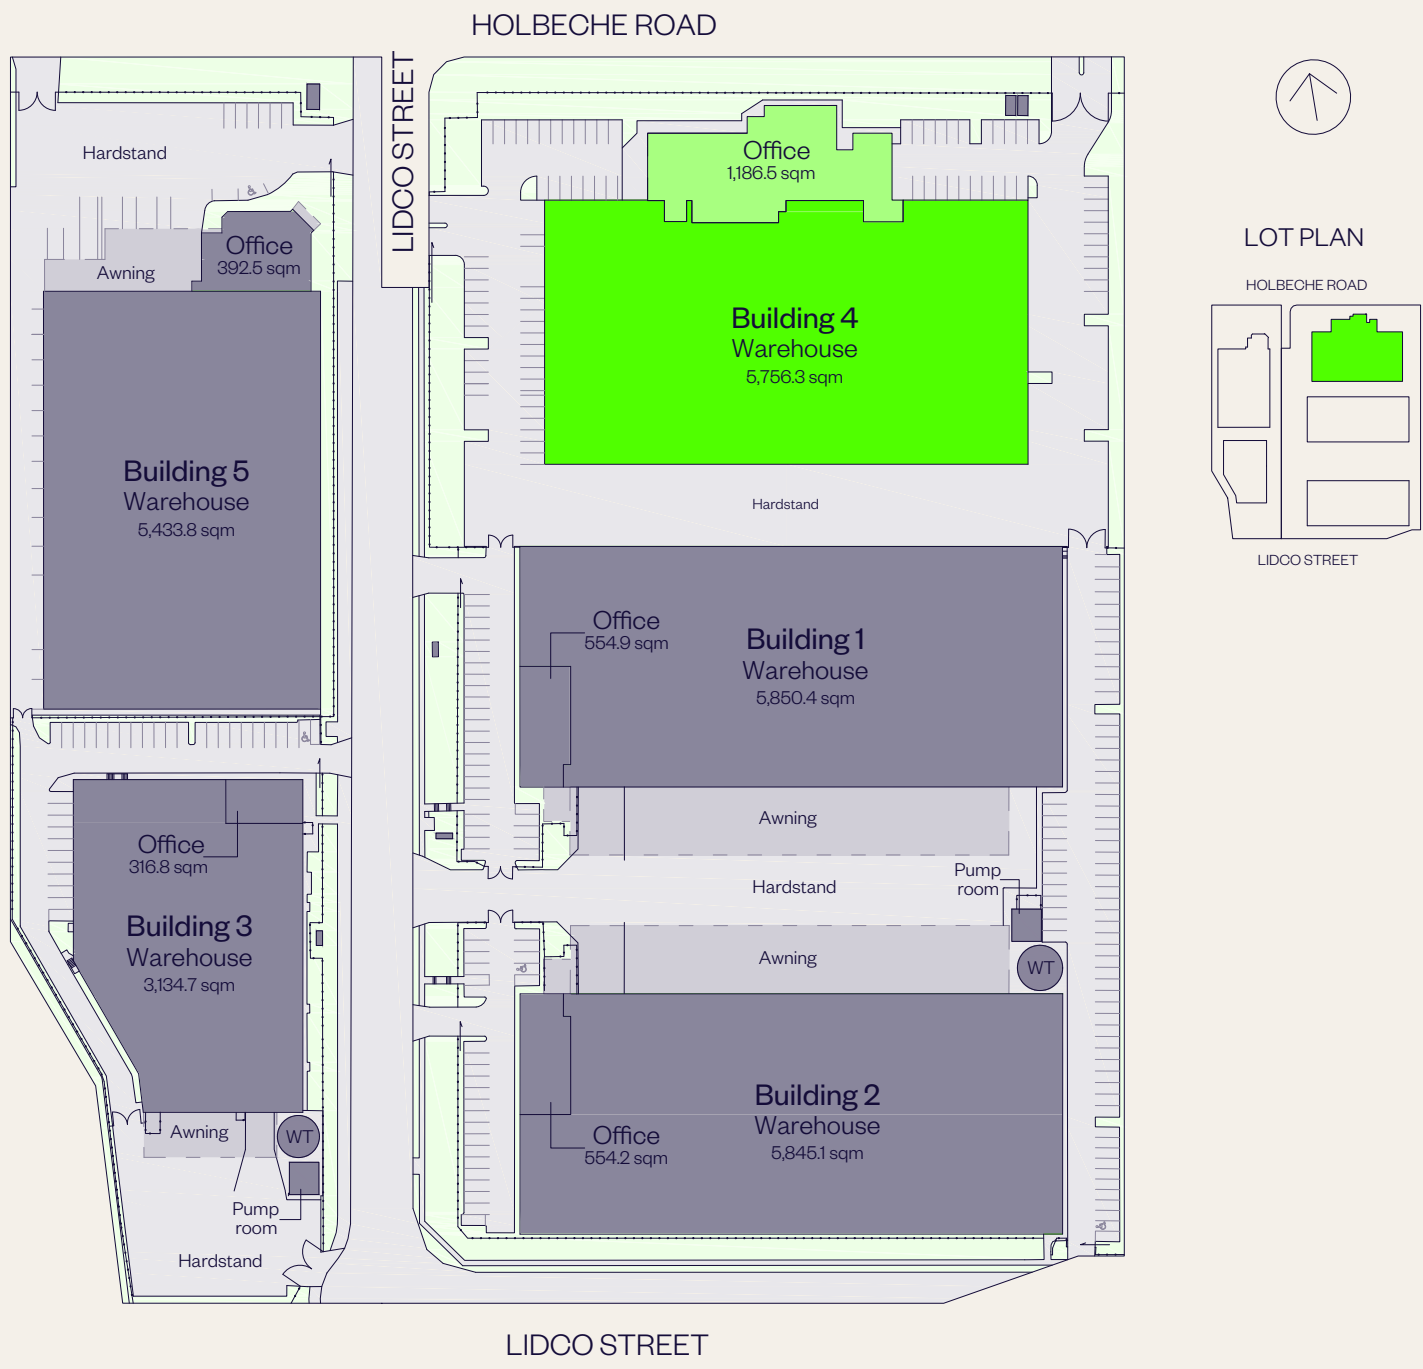 HOLBECHE ROAD
LIDCO STREET
Hardstand
Office
392.5 sqm
Awning
Building 5
Warehouse
5,433.8 sqm
Office
316.8 sqm
Building 3
Warehouse
3,134.7 sqm
Awning
WT
Pump
room
Hardstand
Office
1,186.5 sqm
Building 4
Warehouse
5,756.3 sqm
Hardstand
Office
554.9 sqm
Building 1
Warehouse
5,850.4 sqm
Awning
Hardstand
Pump
room
Awning
WT
Building 2
Warehouse
5,845.1 sqm
Office
554.2 sqm
LIDCO STREET
LOT PLAN
HOLBECHE ROAD
LIDCO STREET